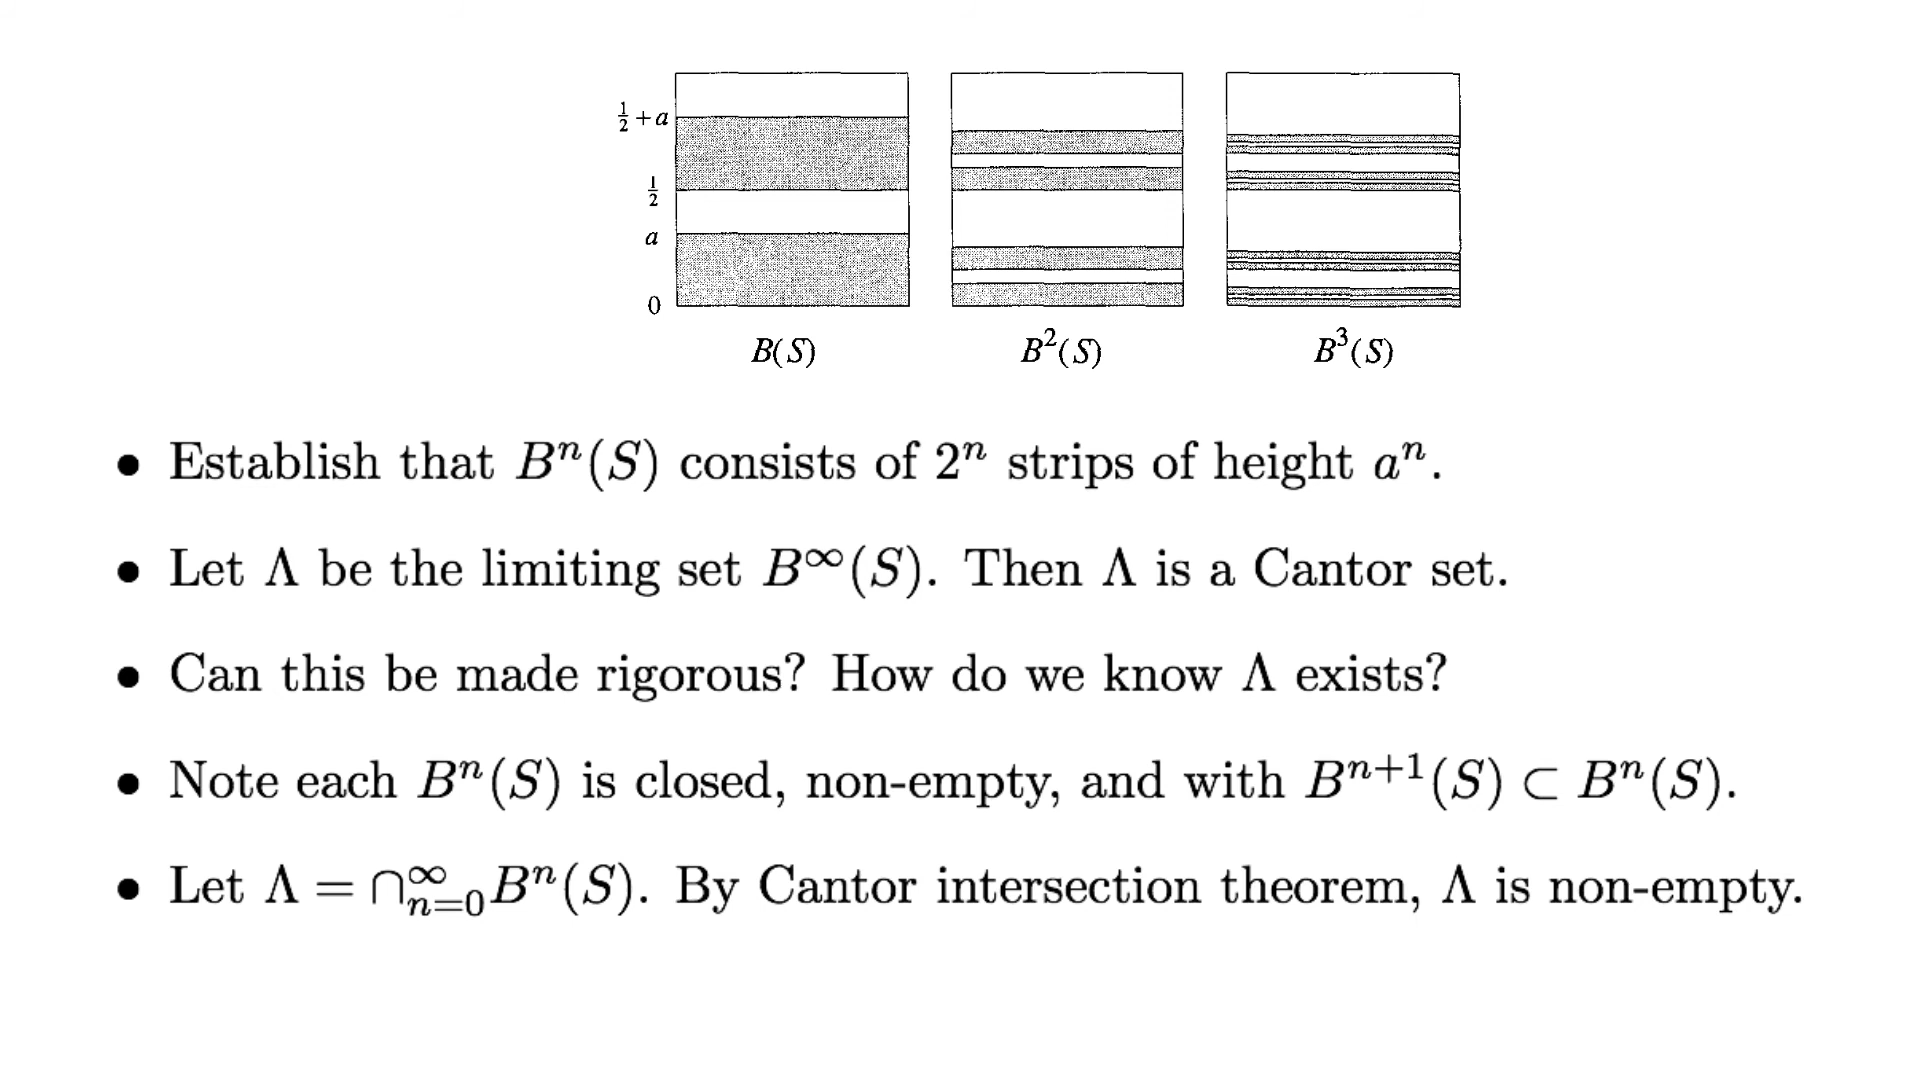 ½ + a
½
a
0
B(S)
B²(S)
B³(S)
• Establish that Bⁿ(S) consists of 2ⁿ strips of height aⁿ.
• Let Λ be the limiting set B^∞(S). Then Λ is a Cantor set.
• Can this be made rigorous? How do we know Λ exists?
• Note each Bⁿ(S) is closed, non-empty, and with Bⁿ⁺¹(S) ⊂ Bⁿ(S).
• Let Λ = ∩_{n=0}^∞ Bⁿ(S). By Cantor intersection theorem, Λ is non-empty.